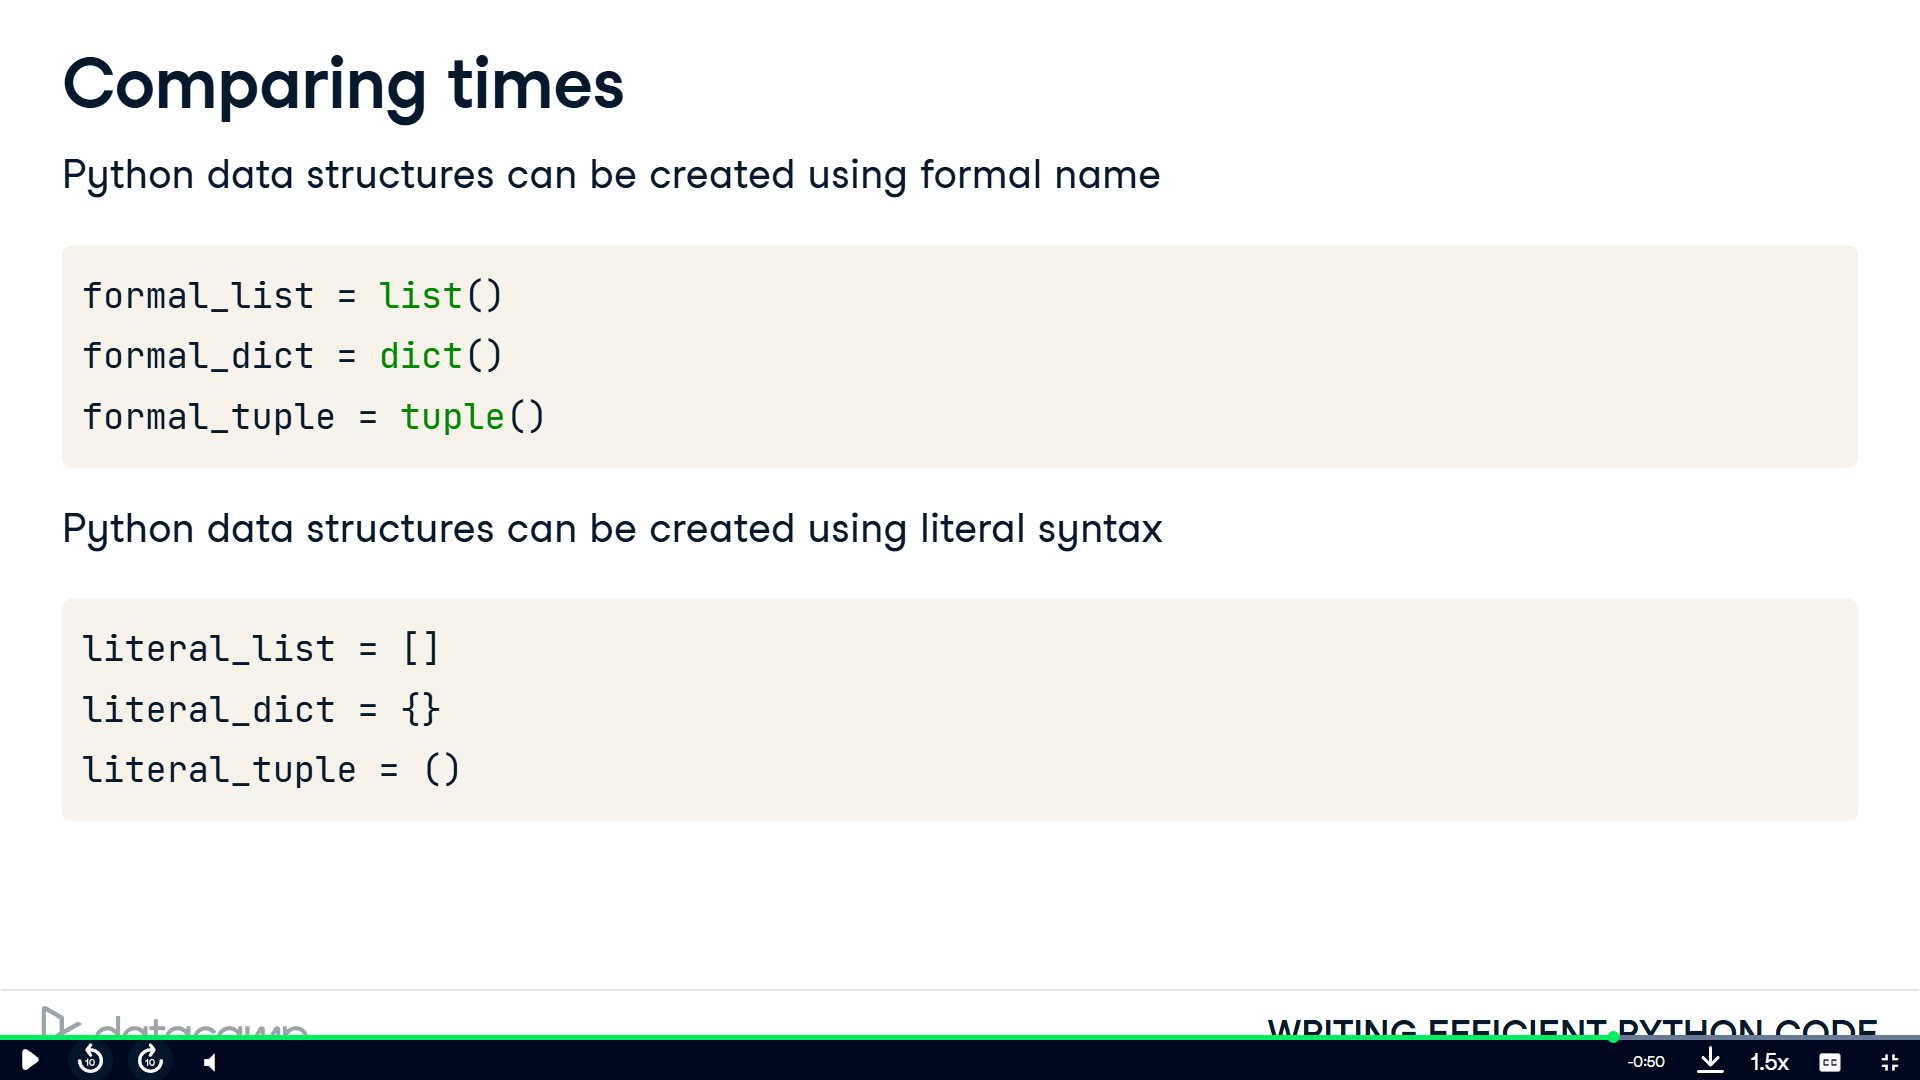 Comparing times
Python data structures can be created using formal name
formal_list = list()
formal_dict = dict()
formal_tuple = tuple()
Python data structures can be created using literal syntax
literal_list = []
literal_dict = {}
literal_tuple = ()
datacamp
WRITING EFFICIENT PYTHON CODE
10
10
-0:50
1.5x
CC